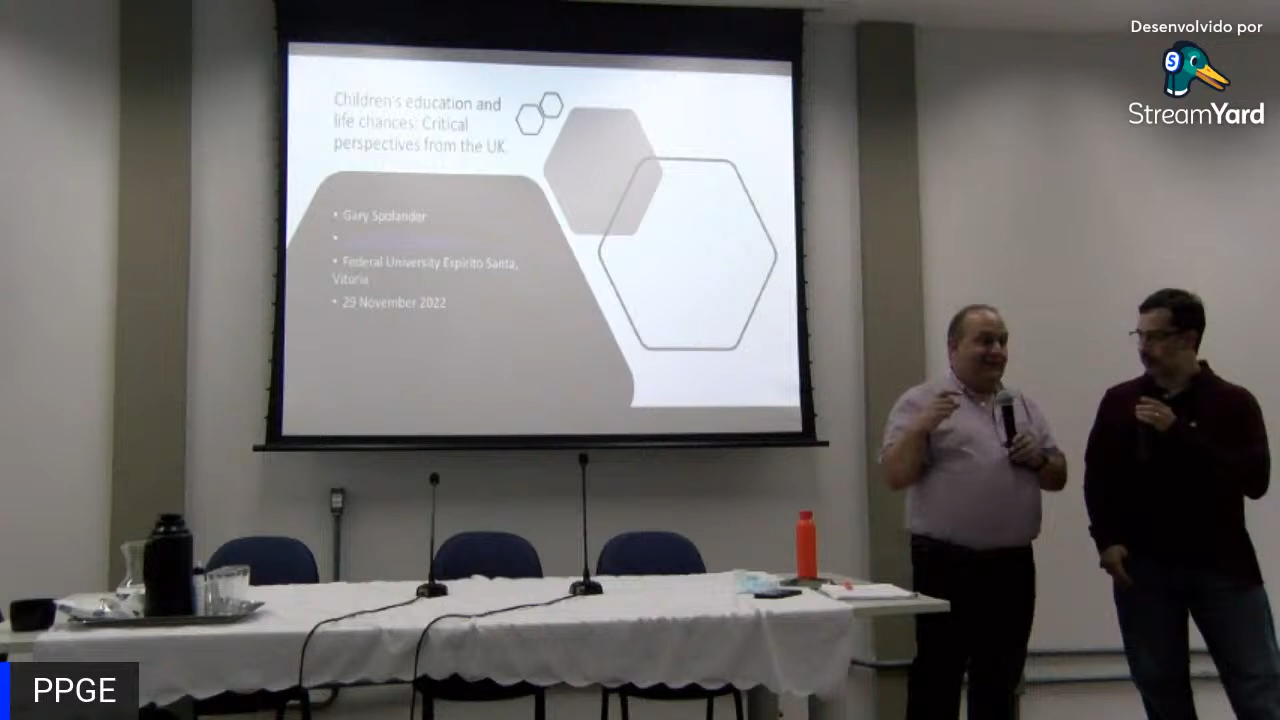 Desenvolvido por
StreamYard
Children's education and
life chances: Critical
perspectives from the UK
• Gary Spolander
•
• Federal University Espirito Santa,
Vitoria
• 29 November 2022
PPGE